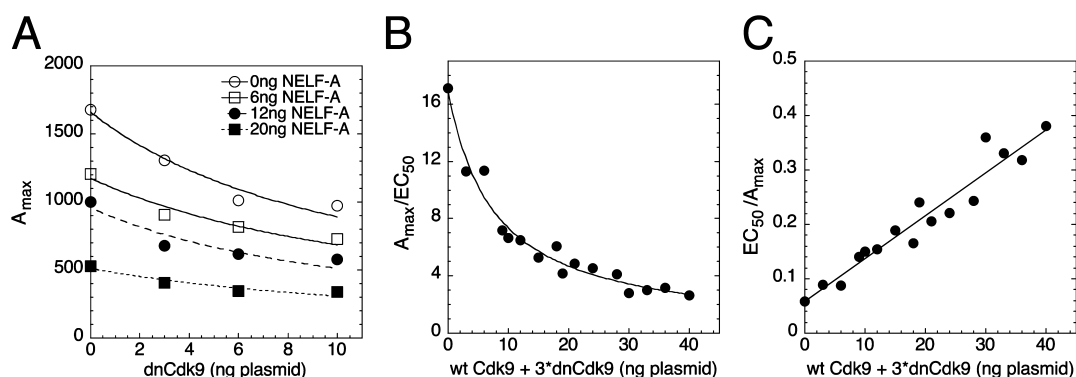 A
2000
1500
1000
500
0
Amax
0 2 4 6 8 10
dnCdk9 (ng plasmid)
0ng NELF-A
6ng NELF-A
12ng NELF-A
20ng NELF-A
B
16
12
8
4
0
Amax/EC50
0 10 20 30 40
wt Cdk9 + 3*dnCdk9 (ng plasmid)
C
0.5
0.4
0.3
0.2
0.1
0
EC50/Amax
0 10 20 30 40
wt Cdk9 + 3*dnCdk9 (ng plasmid)